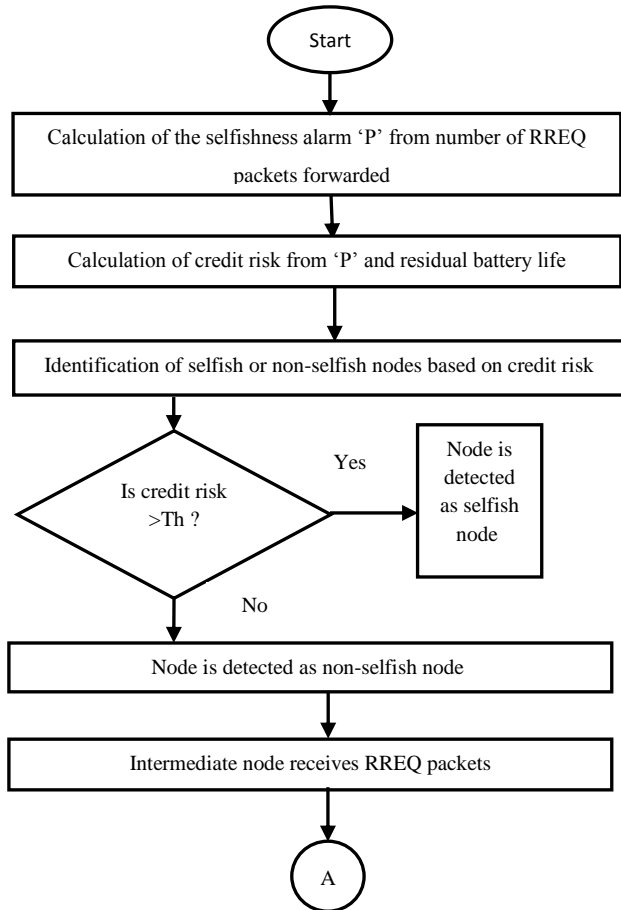 Start
Calculation of the selfishness alarm ‘P’ from number of RREQ
packets forwarded
Calculation of credit risk from ‘P’ and residual battery life
Identification of selfish or non-selfish nodes based on credit risk
Is credit risk
>Th ?
Yes
Node is
detected
as selfish
node
No
Node is detected as non-selfish node
Intermediate node receives RREQ packets
A